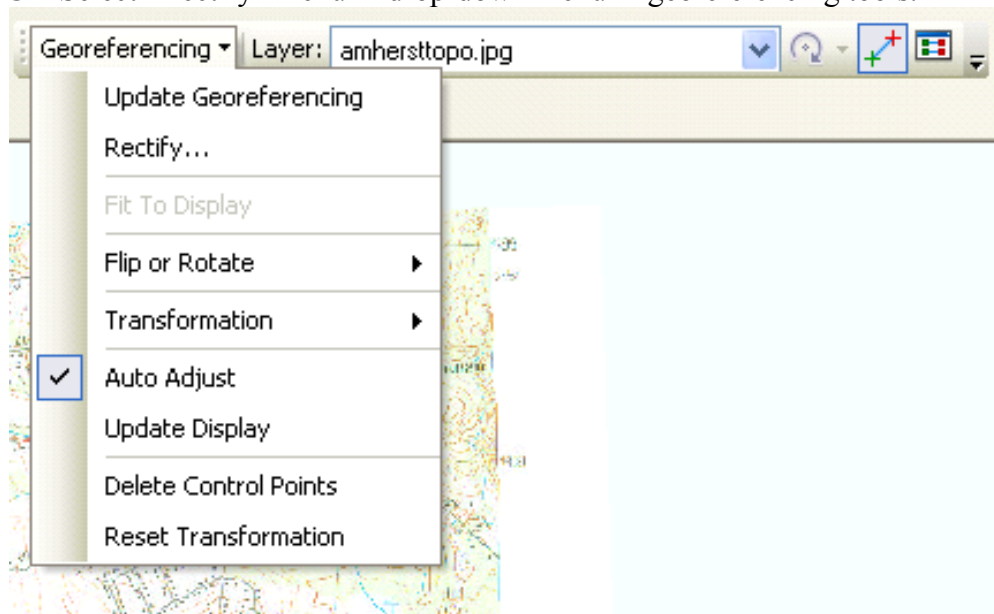 Georeferencing Layer: amhersttopo.jpg
Update Georeferencing
Rectify...
Fit To Display
Flip or Rotate
Transformation
Auto Adjust
Update Display
Delete Control Points
Reset Transformation